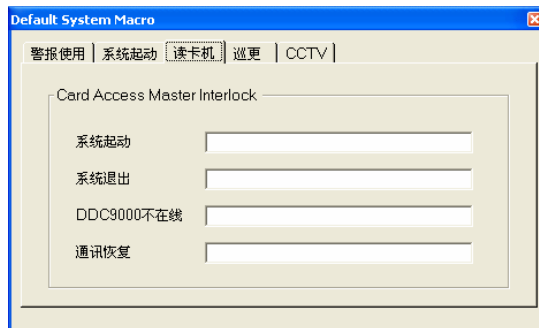 Default System Macro
警报使用 系统起动 读卡机 巡更 CCTV
Card Access Master Interlock
系统起动
系统退出
DDC9000不在线
通讯恢复